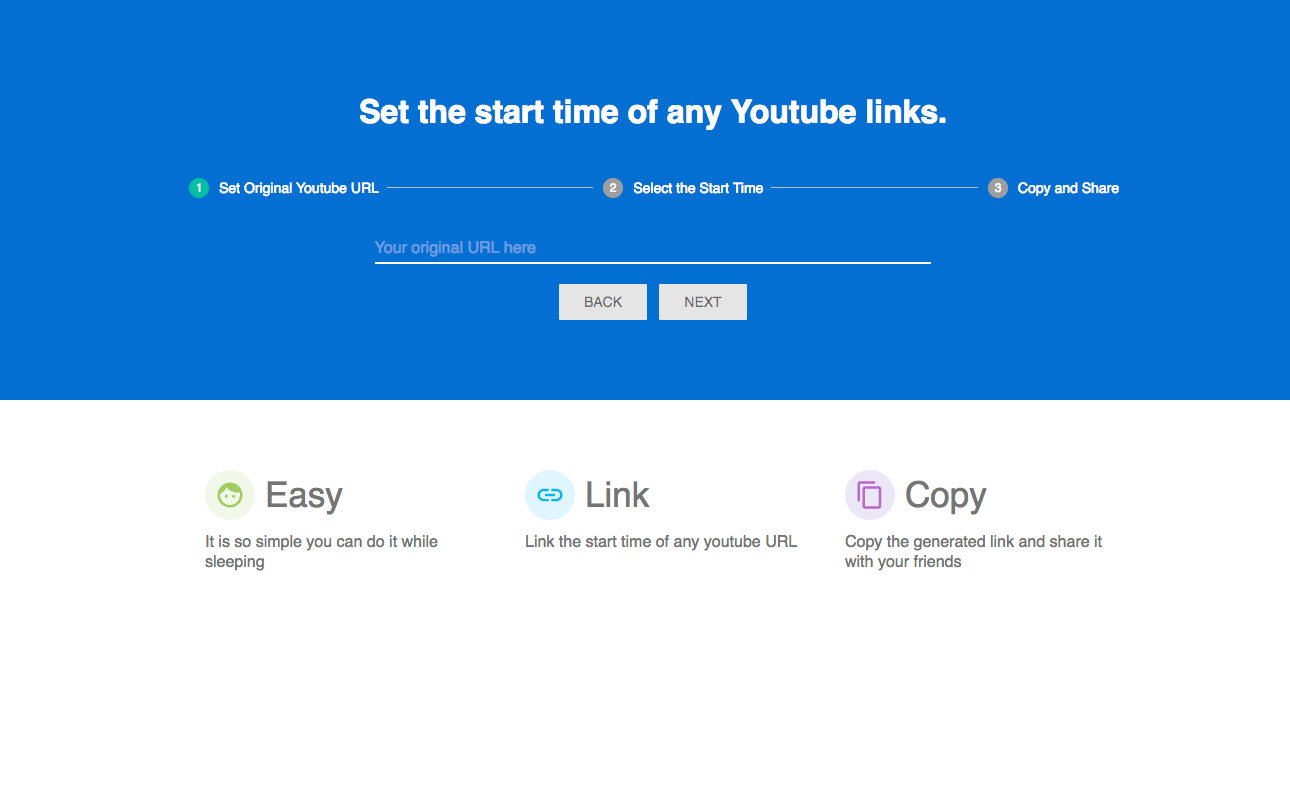 Set the start time of any Youtube links.
1 Set Original Youtube URL 2 Select the Start Time 3 Copy and Share
Your original URL here
BACK NEXT
Easy Link Copy
It is so simple you can do it while
sleeping
Link the start time of any youtube URL
Copy the generated link and share it
with your friends